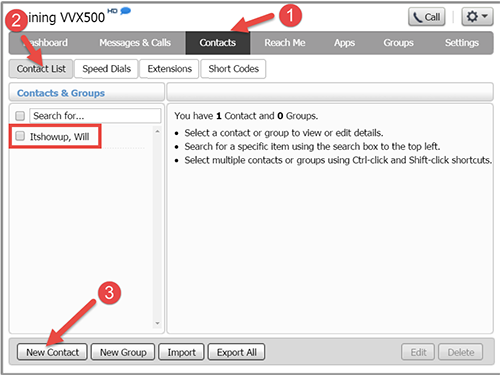 1
2
ining VVX500 HD
Call
Dashboard Messages & Calls Contacts Reach Me Apps Groups Settings
Contact List Speed Dials Extensions Short Codes
Contacts & Groups
Search for...
You have 1 Contact and 0 Groups.
Itshowup, Will
• Select a contact or group to view or edit details.
• Search for a specific item using the search box to the top left.
• Select multiple contacts or groups using Ctrl-click and Shift-click shortcuts.
3
New Contact New Group Import Export All Edit Delete